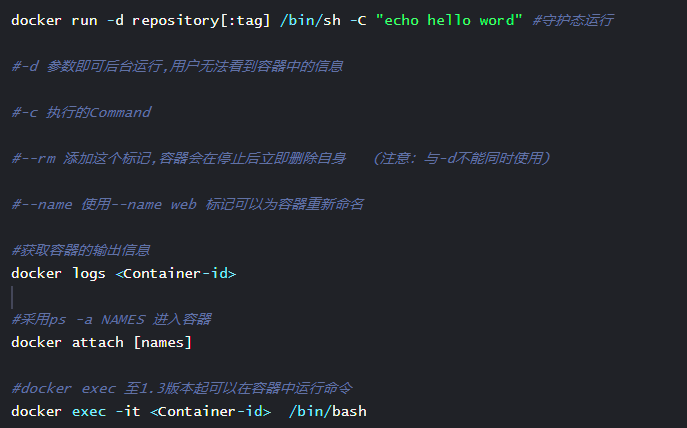 docker run -d repository[:tag] /bin/sh -C "echo hello word" #守护态运行
#-d 参数即可后台运行,用户无法看到容器中的信息
#-c 执行的Command
#--rm 添加这个标记,容器会在停止后立即删除自身 （注意: 与-d不能同时使用）
#--name 使用--name web 标记可以为容器重新命名
#获取容器的输出信息
docker logs <Container-id>
#采用ps -a NAMES 进入容器
docker attach [names]
#docker exec 至1.3版本起可以在容器中运行命令
docker exec -it <Container-id> /bin/bash